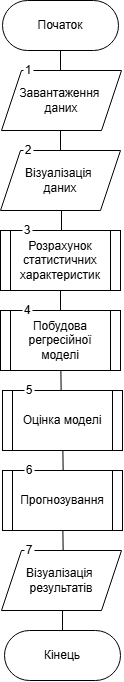 Початок
1
Завантаження
даних
2
Візуалізація
даних
3
Розрахунок
статистичних
характеристик
4
Побудова
регресійної
моделі
5
Оцінка моделі
6
Прогнозування
7
Візуалізація
результатів
Кінець